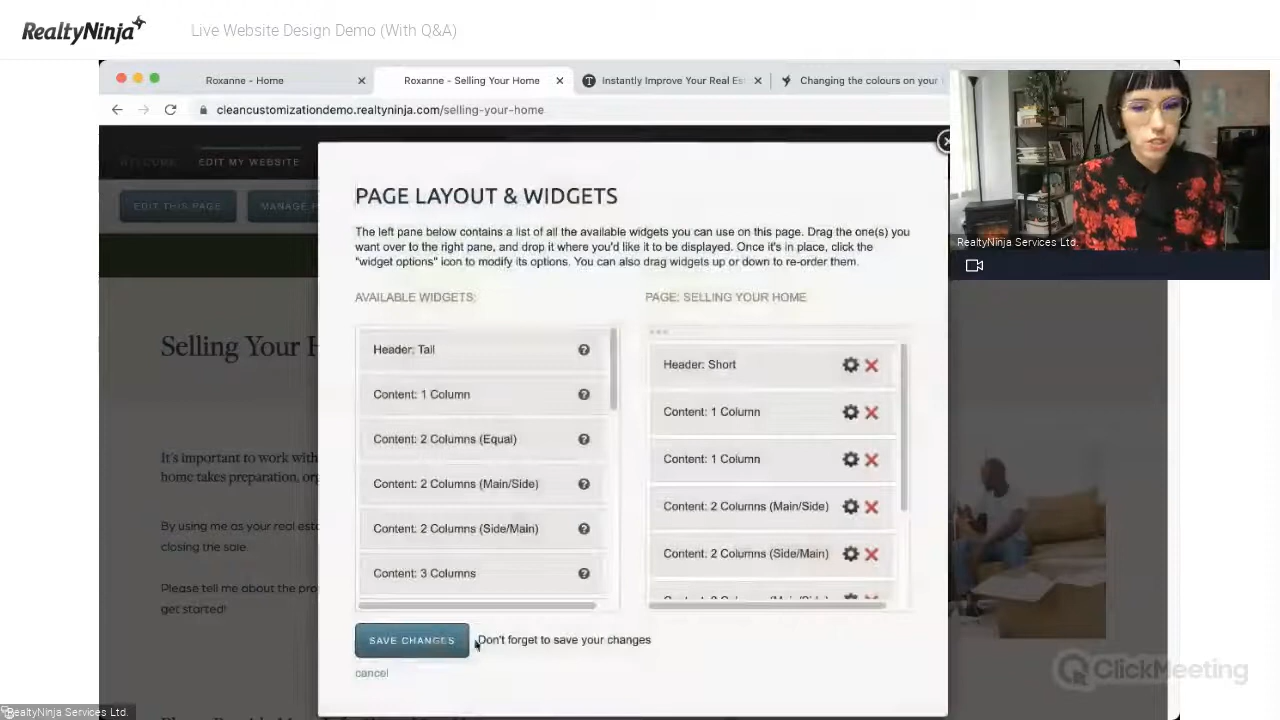 RealtyNinja
Live Website Design Demo (With Q&A)
Roxanne - Home
Roxanne - Selling Your Home
Instantly Improve Your Real Es
Changing the colours on your
cleancustomizationdemo.realtyninja.com/selling-your-home
WELCOME
EDIT MY WEBSITE
EDIT THIS PAGE
MANAGE
RealtyNinja Services Ltd.
PAGE LAYOUT & WIDGETS
The left pane below contains a list of all the available widgets you can use on this page. Drag the one(s) you
want over to the right pane, and drop it where you'd like it to be displayed. Once it's in place, click the
"widget options" icon to modify its options. You can also drag widgets up or down to re-order them.
AVAILABLE WIDGETS:
Header: Tall
Content: 1 Column
Content: 2 Columns (Equal)
Content: 2 Columns (Main/Side)
Content: 2 Columns (Side/Main)
Content: 3 Columns
PAGE: SELLING YOUR HOME
Header: Short
Content: 1 Column
Content: 1 Column
Content: 2 Columns (Main/Side)
Content: 2 Columns (Side/Main)
Content: 2 Columns (Main/Side)
SAVE CHANGES
Don't forget to save your changes
cancel
Selling Your H
It's important to work with
home takes preparation, or
By using me as your real esta
closing the sale.
Please tell me about the pro
get started!
ClickMeeting
RealtyNinja Services Ltd.